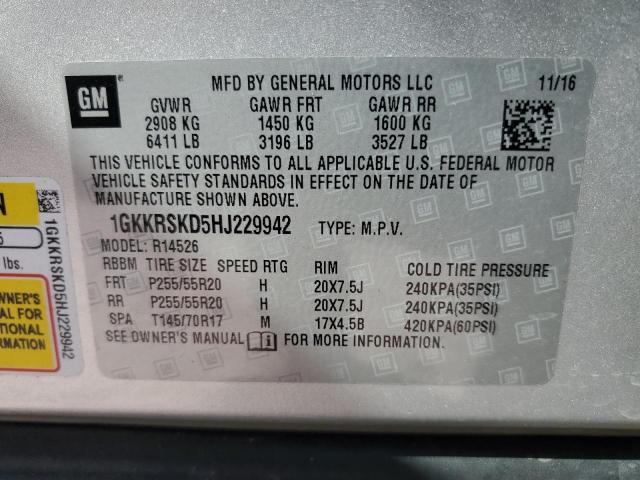 GM
MFD BY GENERAL MOTORS LLC 11/16
GVWR GAWR FRT GAWR RR
2908 KG 1450 KG 1600 KG
6411 LB 3196 LB 3527 LB
THIS VEHICLE CONFORMS TO ALL APPLICABLE U.S. FEDERAL MOTOR
VEHICLE SAFETY STANDARDS IN EFFECT ON THE DATE OF
MANUFACTURE SHOWN ABOVE.
1GKKRSKD5HJ229942 TYPE: M.P.V.
MODEL: R14526
RBBM TIRE SIZE SPEED RTG RIM COLD TIRE PRESSURE
FRT P255/55R20 H 20X7.5J 240KPA(35PSI)
RR P255/55R20 H 20X7.5J 240KPA(35PSI)
SPA T145/70R17 M 17X4.5B 420KPA(60PSI)
SEE OWNER'S MANUAL FOR MORE INFORMATION.
lbs.
OWNER'S
MANUAL FOR
1GKKRSKD5HJ229942